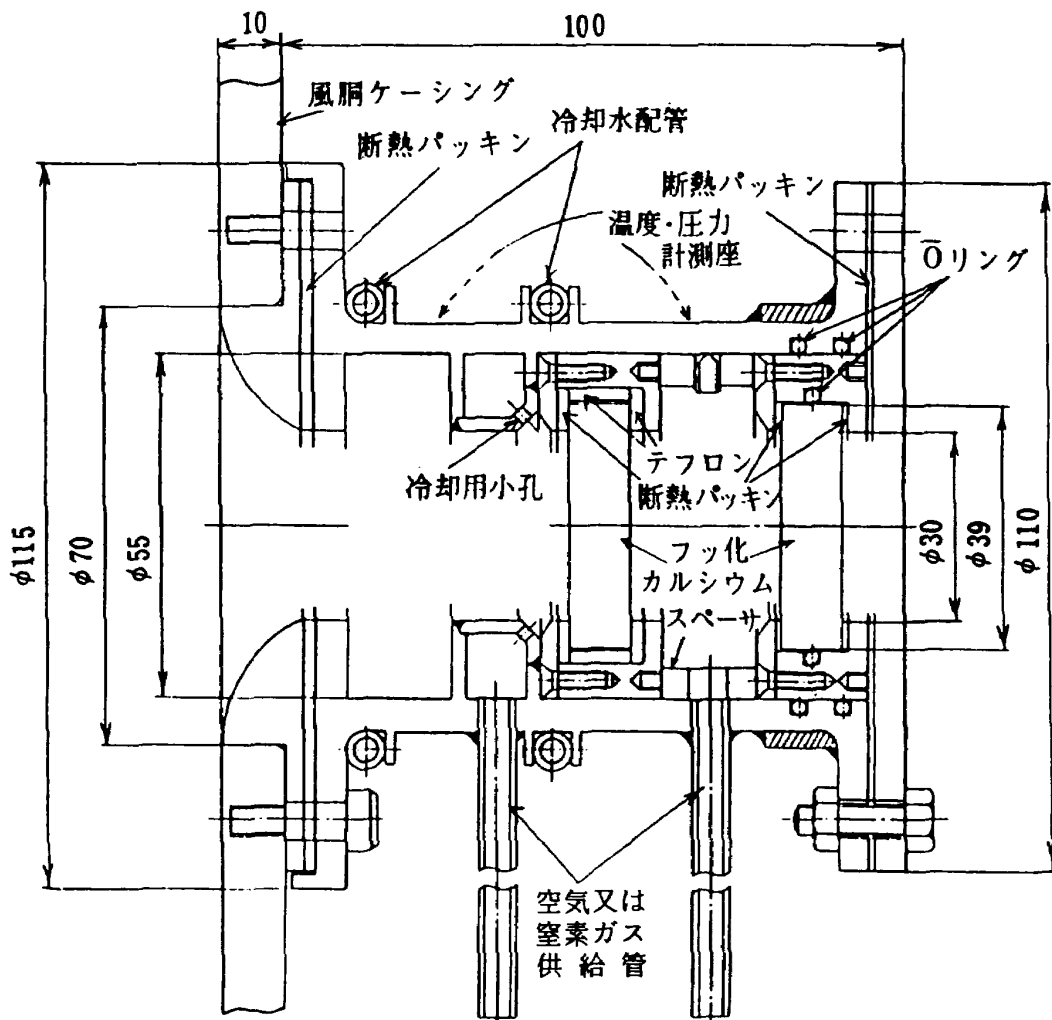 10
100
風胴ケーシング
冷却水配管
断熱パッキン
断熱パッキン
温度・圧力
計測座
Oリング
テフロン
断熱パッキン
冷却用小孔
フッ化
カルシウム
スペーサ
φ115
φ70
φ55
φ30
φ39
φ110
空気又は
窒素ガス
供給管